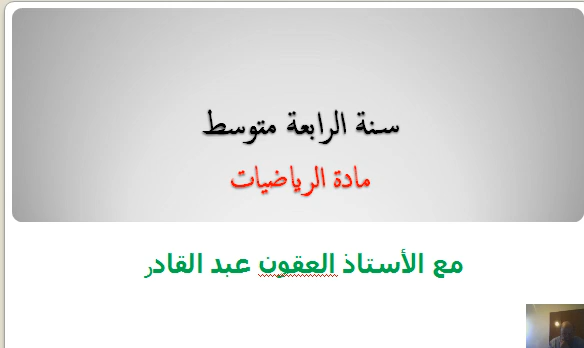 سنة الرابعة متوسط
مادة الرياضيات
مع الأستاذ العقون عبد القادر